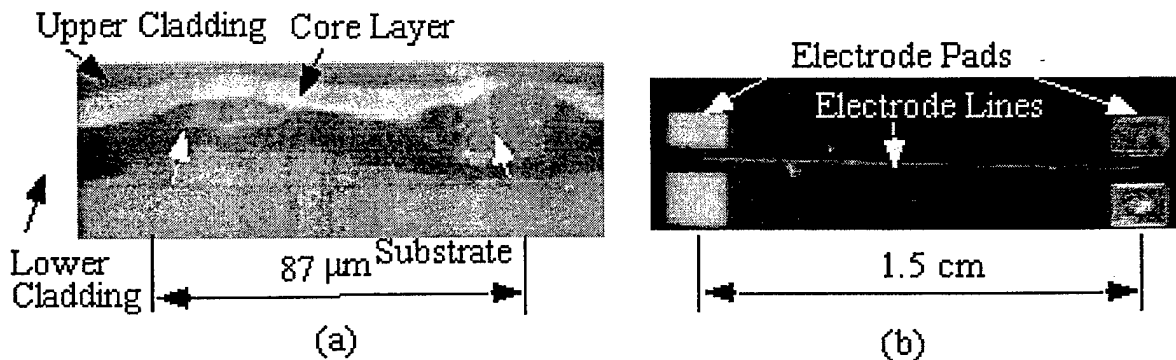 Upper Cladding Core Layer
Substrate
87 μm
Lower
Cladding
(a)
Electrode Pads
Electrode Lines
1.5 cm
(b)